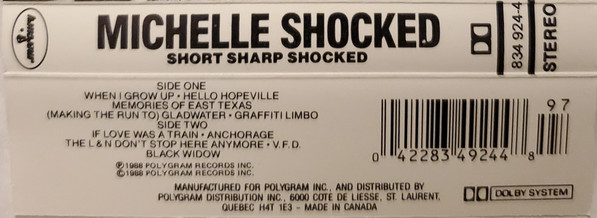 mercury
MICHELLE SHOCKED
SHORT SHARP SHOCKED
834 924-4
STEREO
SIDE ONE
WHEN I GROW UP • HELLO HOPEVILLE
MEMORIES OF EAST TEXAS
(MAKING THE RUN TO) GLADWATER • GRAFFITI LIMBO
SIDE TWO
IF LOVE WAS A TRAIN • ANCHORAGE
THE L & N DON'T STOP HERE ANYMORE • V.F.D.
BLACK WIDOW
Ⓟ1988 POLYGRAM RECORDS INC.
©1988 POLYGRAM RECORDS INC.
97
0 42283 49244 8
MANUFACTURED FOR POLYGRAM INC., AND DISTRIBUTED BY
POLYGRAM DISTRIBUTION INC., 6000 COTE DE LIESSE, ST. LAURENT,
QUEBEC H4T 1E3 - MADE IN CANADA
DOLBY SYSTEM